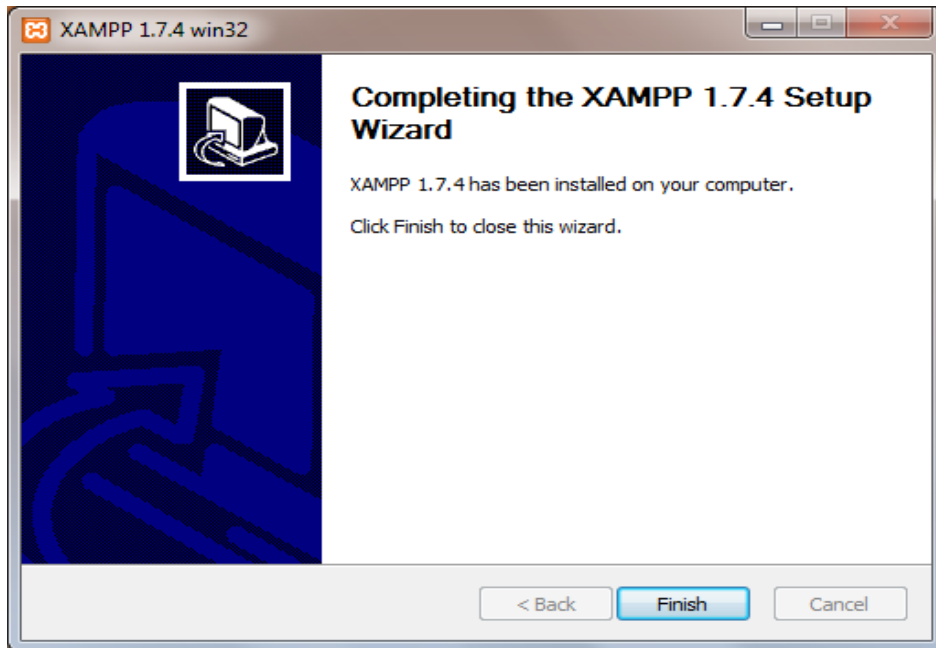 XAMPP 1.7.4 win32
Completing the XAMPP 1.7.4 Setup
Wizard
XAMPP 1.7.4 has been installed on your computer.
Click Finish to close this wizard.
< Back
Finish
Cancel